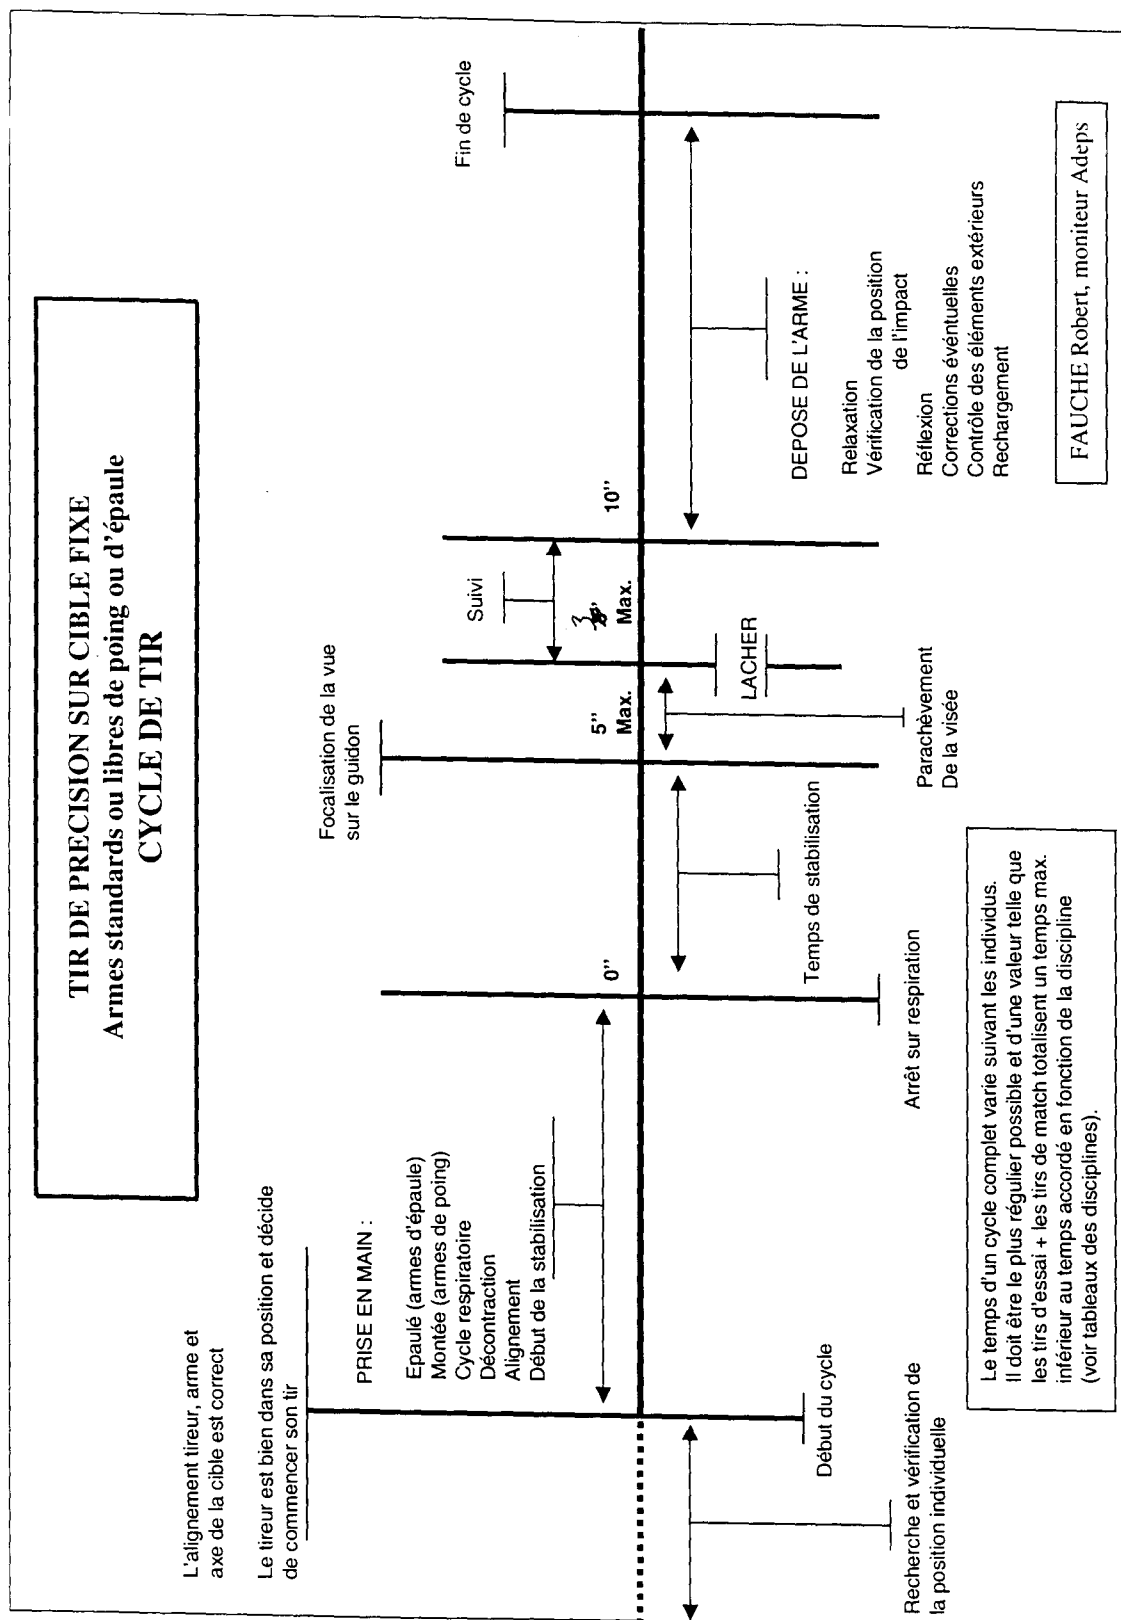 TIR DE PRECISION SUR CIBLE FIXE
Armes standards ou libres de poing ou d'épaule
CYCLE DE TIR
L'alignement tireur, arme et
axe de la cible est correct
Le tireur est bien dans sa position et décide
de commencer son tir
PRISE EN MAIN :
Epaulé (armes d'épaule)
Montée (armes de poing)
Cycle respiratoire
Décontraction
Alignement
Début de la stabilisation
Focalisation de la vue
sur le guidon
Suivi
Fin de cycle
0"
5"
Max.
3"
Max.
10"
LACHER
Temps de stabilisation
Parachèvement
De la visée
Début du cycle
Arrêt sur respiration
Recherche et vérification de
la position individuelle
DEPOSE DE L'ARME :
Relaxation
Vérification de la position
de l'impact
Réflexion
Corrections événtuelles
Contrôle des éléments extérieurs
Rechargement
Le temps d'un cycle complet varie suivant les individus.
Il doit être le plus régulier possible et d'une valeur telle que
les tirs d'essai + les tirs de match totalisent un temps max.
inférieur au temps accordé en fonction de la discipline
(voir tableaux des disciplines).
FAUCHE Robert, moniteur Adeps